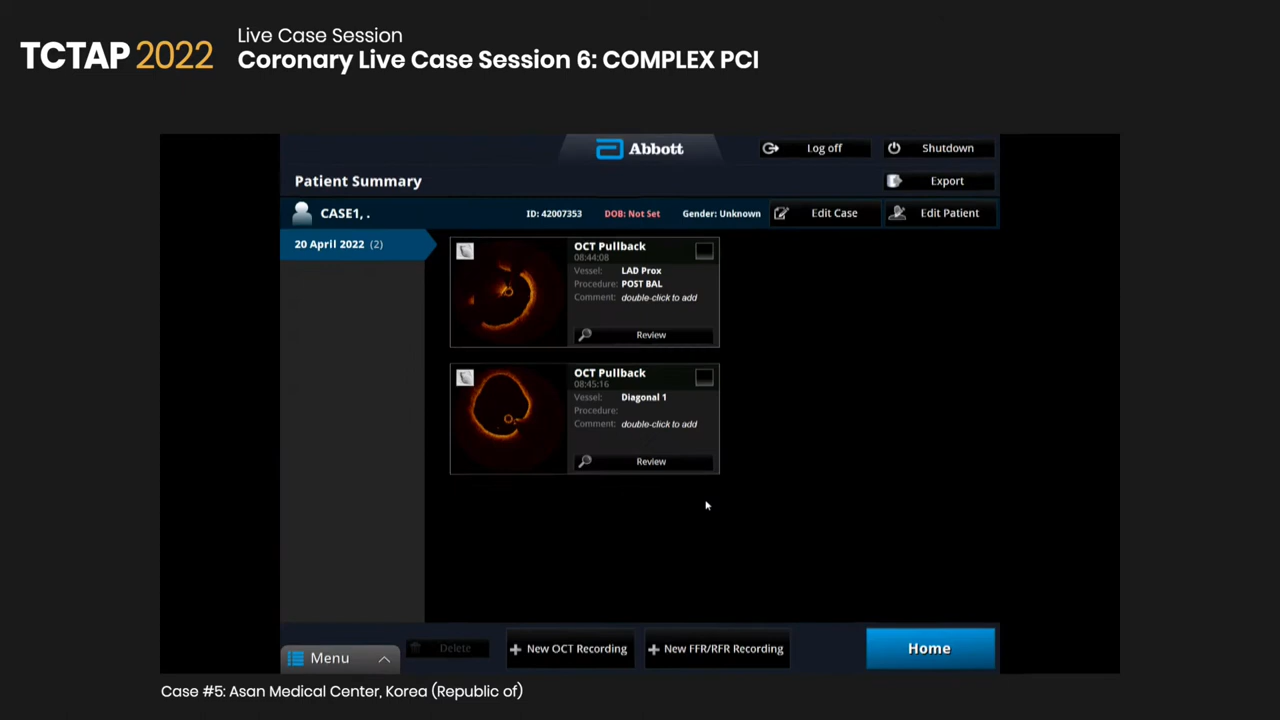 TCTAP 2022
Live Case Session
Coronary Live Case Session 6: COMPLEX PCI
Abbott
Log off
Shutdown
Patient Summary
Export
CASE1, .
ID: 42007353
DOB: Not Set
Gender: Unknown
Edit Case
Edit Patient
20 April 2022 (2)
OCT Pullback
08:44:08
Vessel: LAD Prox
Procedure: POST BAL
Comment: double-click to add
Review
OCT Pullback
08:45:16
Vessel: Diagonal 1
Procedure:
Comment: double-click to add
Review
Menu
Delete
New OCT Recording
New FFR/RFR Recording
Home
Case #5: Asan Medical Center, Korea (Republic of)